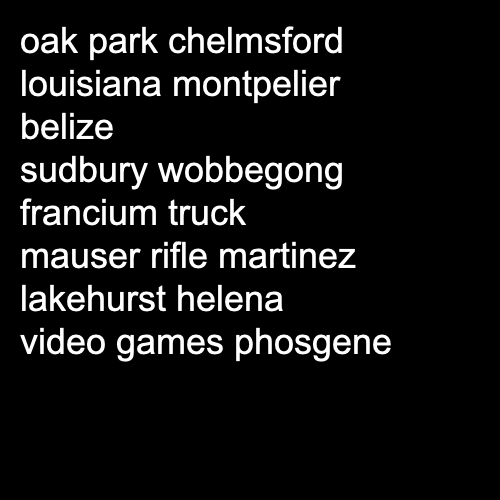 oak park chelmsford
louisiana montpelier
belize
sudbury wobbegong
francium truck
mauser rifle martinez
lakehurst helena
video games phosgene